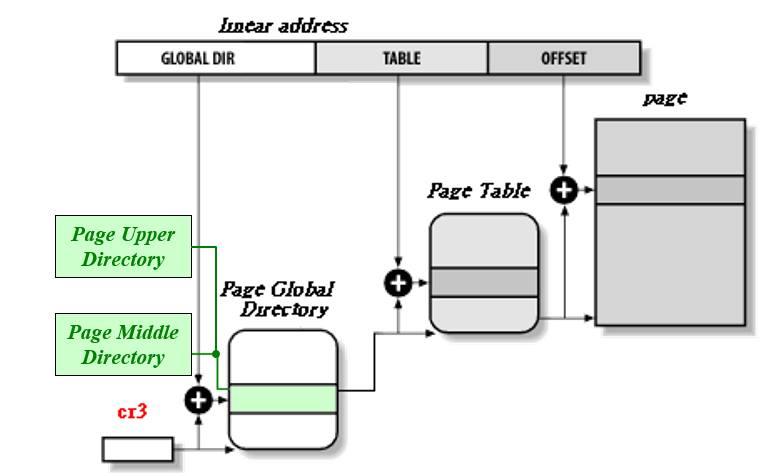 linear address
GLOBAL DIR
TABLE
OFFSET
page
Page Table
Page Upper
Directory
Page Global
Directory
Page Middle
Directory
cr3